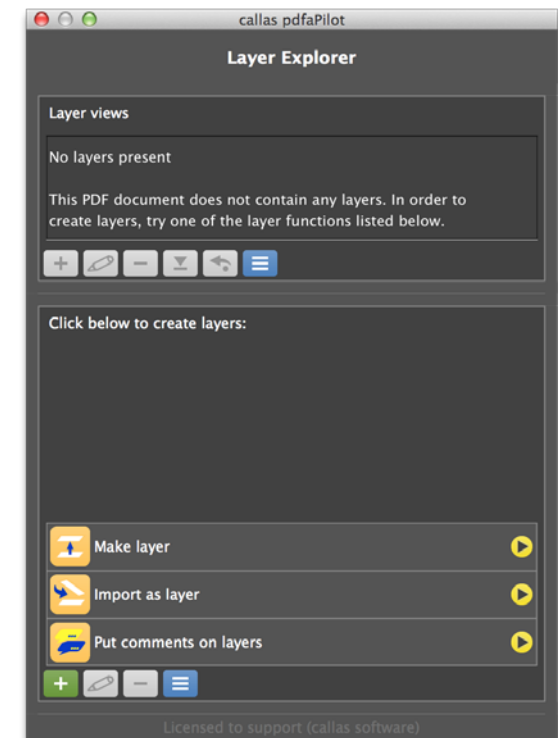 callas pdfaPilot
Layer Explorer
Layer views
No layers present
This PDF document does not contain any layers. In order to
create layers, try one of the layer functions listed below.
Click below to create layers:
Make layer
Import as layer
Put comments on layers
Licensed to support (callas software)